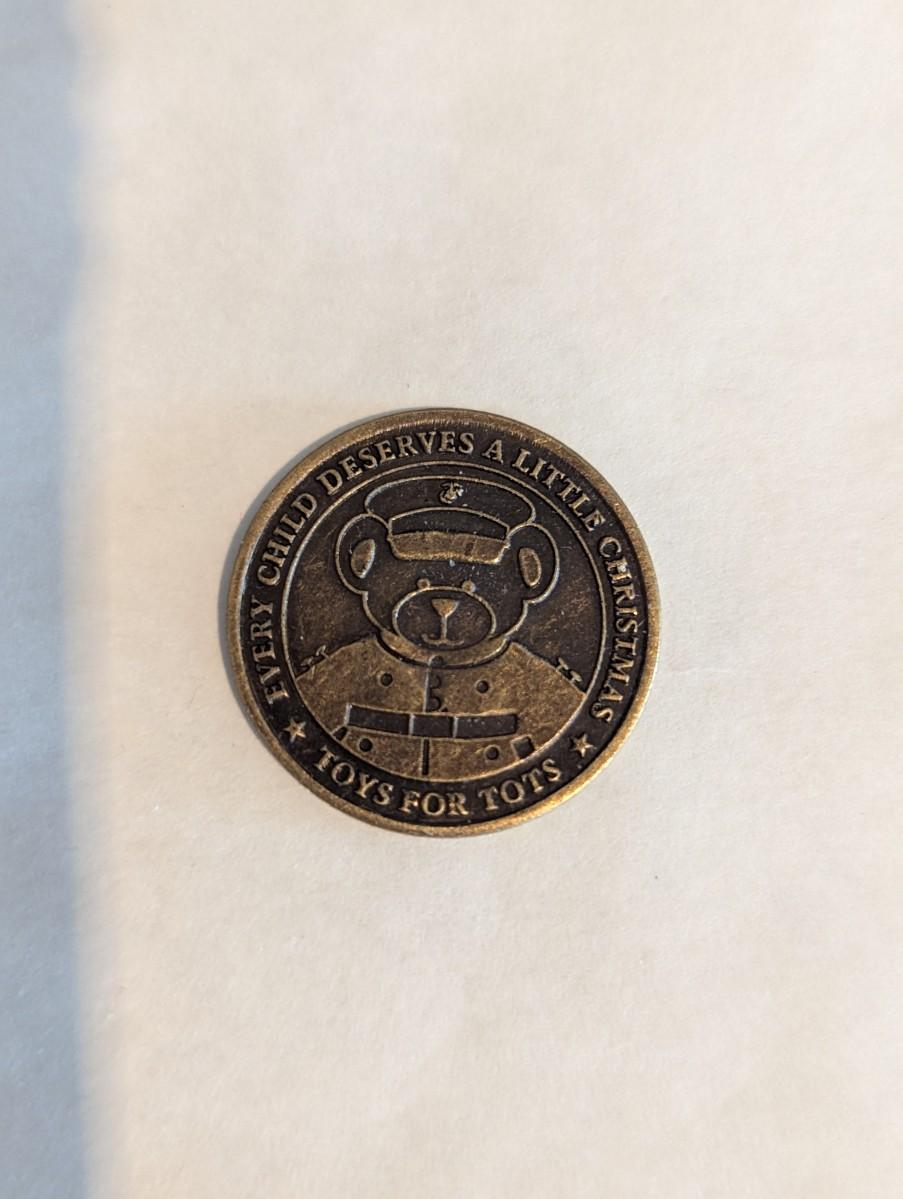 EVERY CHILD DESERVES A LITTLE CHRISTMAS
★ TOYS FOR TOTS ★